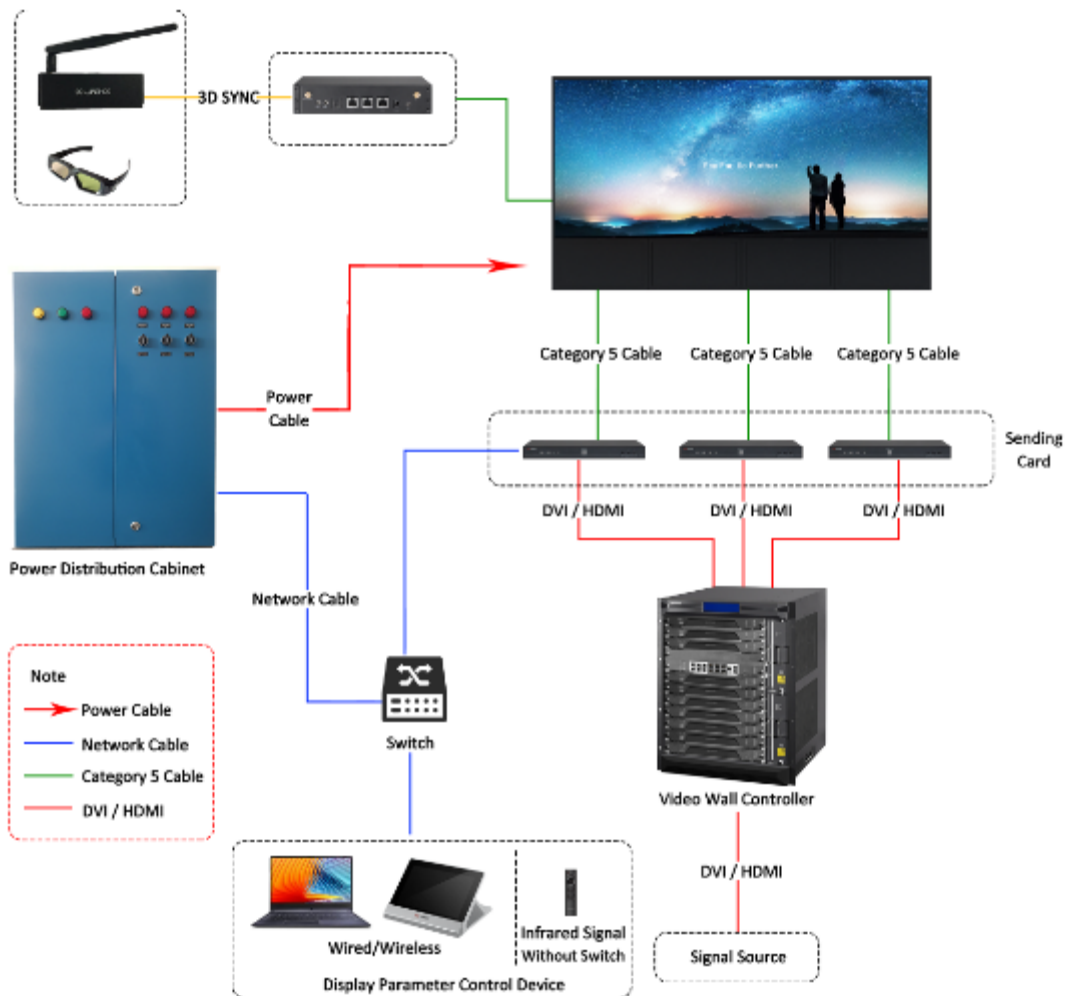 3D SYNC
Category 5 Cable
Category 5 Cable
Category 5 Cable
Power
Cable
Sending
Card
DVI / HDMI
DVI / HDMI
DVI / HDMI
Power Distribution Cabinet
Network Cable
Note
Power Cable
Network Cable
Category 5 Cable
DVI / HDMI
Switch
Video Wall Controller
DVI / HDMI
Wired/Wireless
Infrared Signal
Without Switch
Display Parameter Control Device
Signal Source